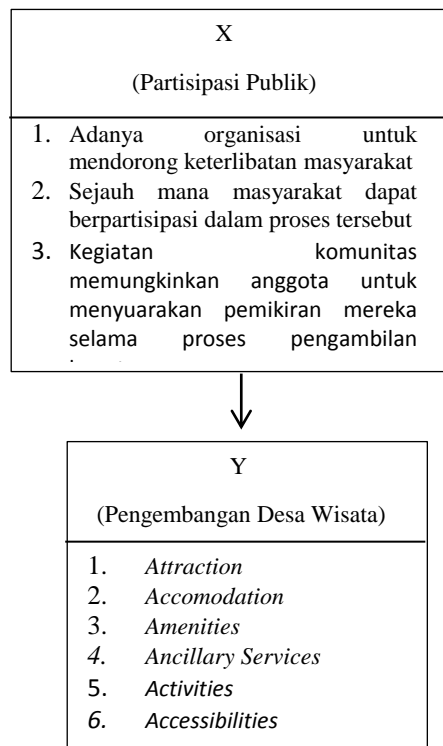 X
(Partisipasi Publik)
1. Adanya organisasi untuk
mendorong keterlibatan masyarakat
2. Sejauh mana masyarakat dapat
berpartisipasi dalam proses tersebut
3. Kegiatan komunitas
memungkinkan anggota untuk
menyuarakan pemikiran mereka
selama proses pengambilan
Y
(Pengembangan Desa Wisata)
1. Attraction
2. Accomodation
3. Amenities
4. Ancillary Services
5. Activities
6. Accessibilities